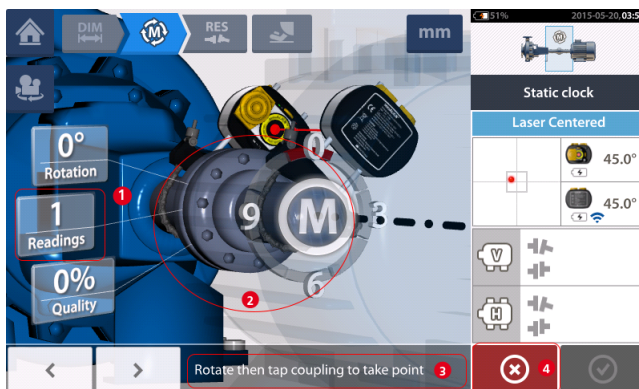 51%
2015-05-20, 03:5
DIM
RES
mm
Static clock
Laser Centered
0°
Rotation
45.0°
45.0°
1
1
Readings
0
9
M
3
6
V
0%
Quality
2
H
Rotate then tap coupling to take point
3
4